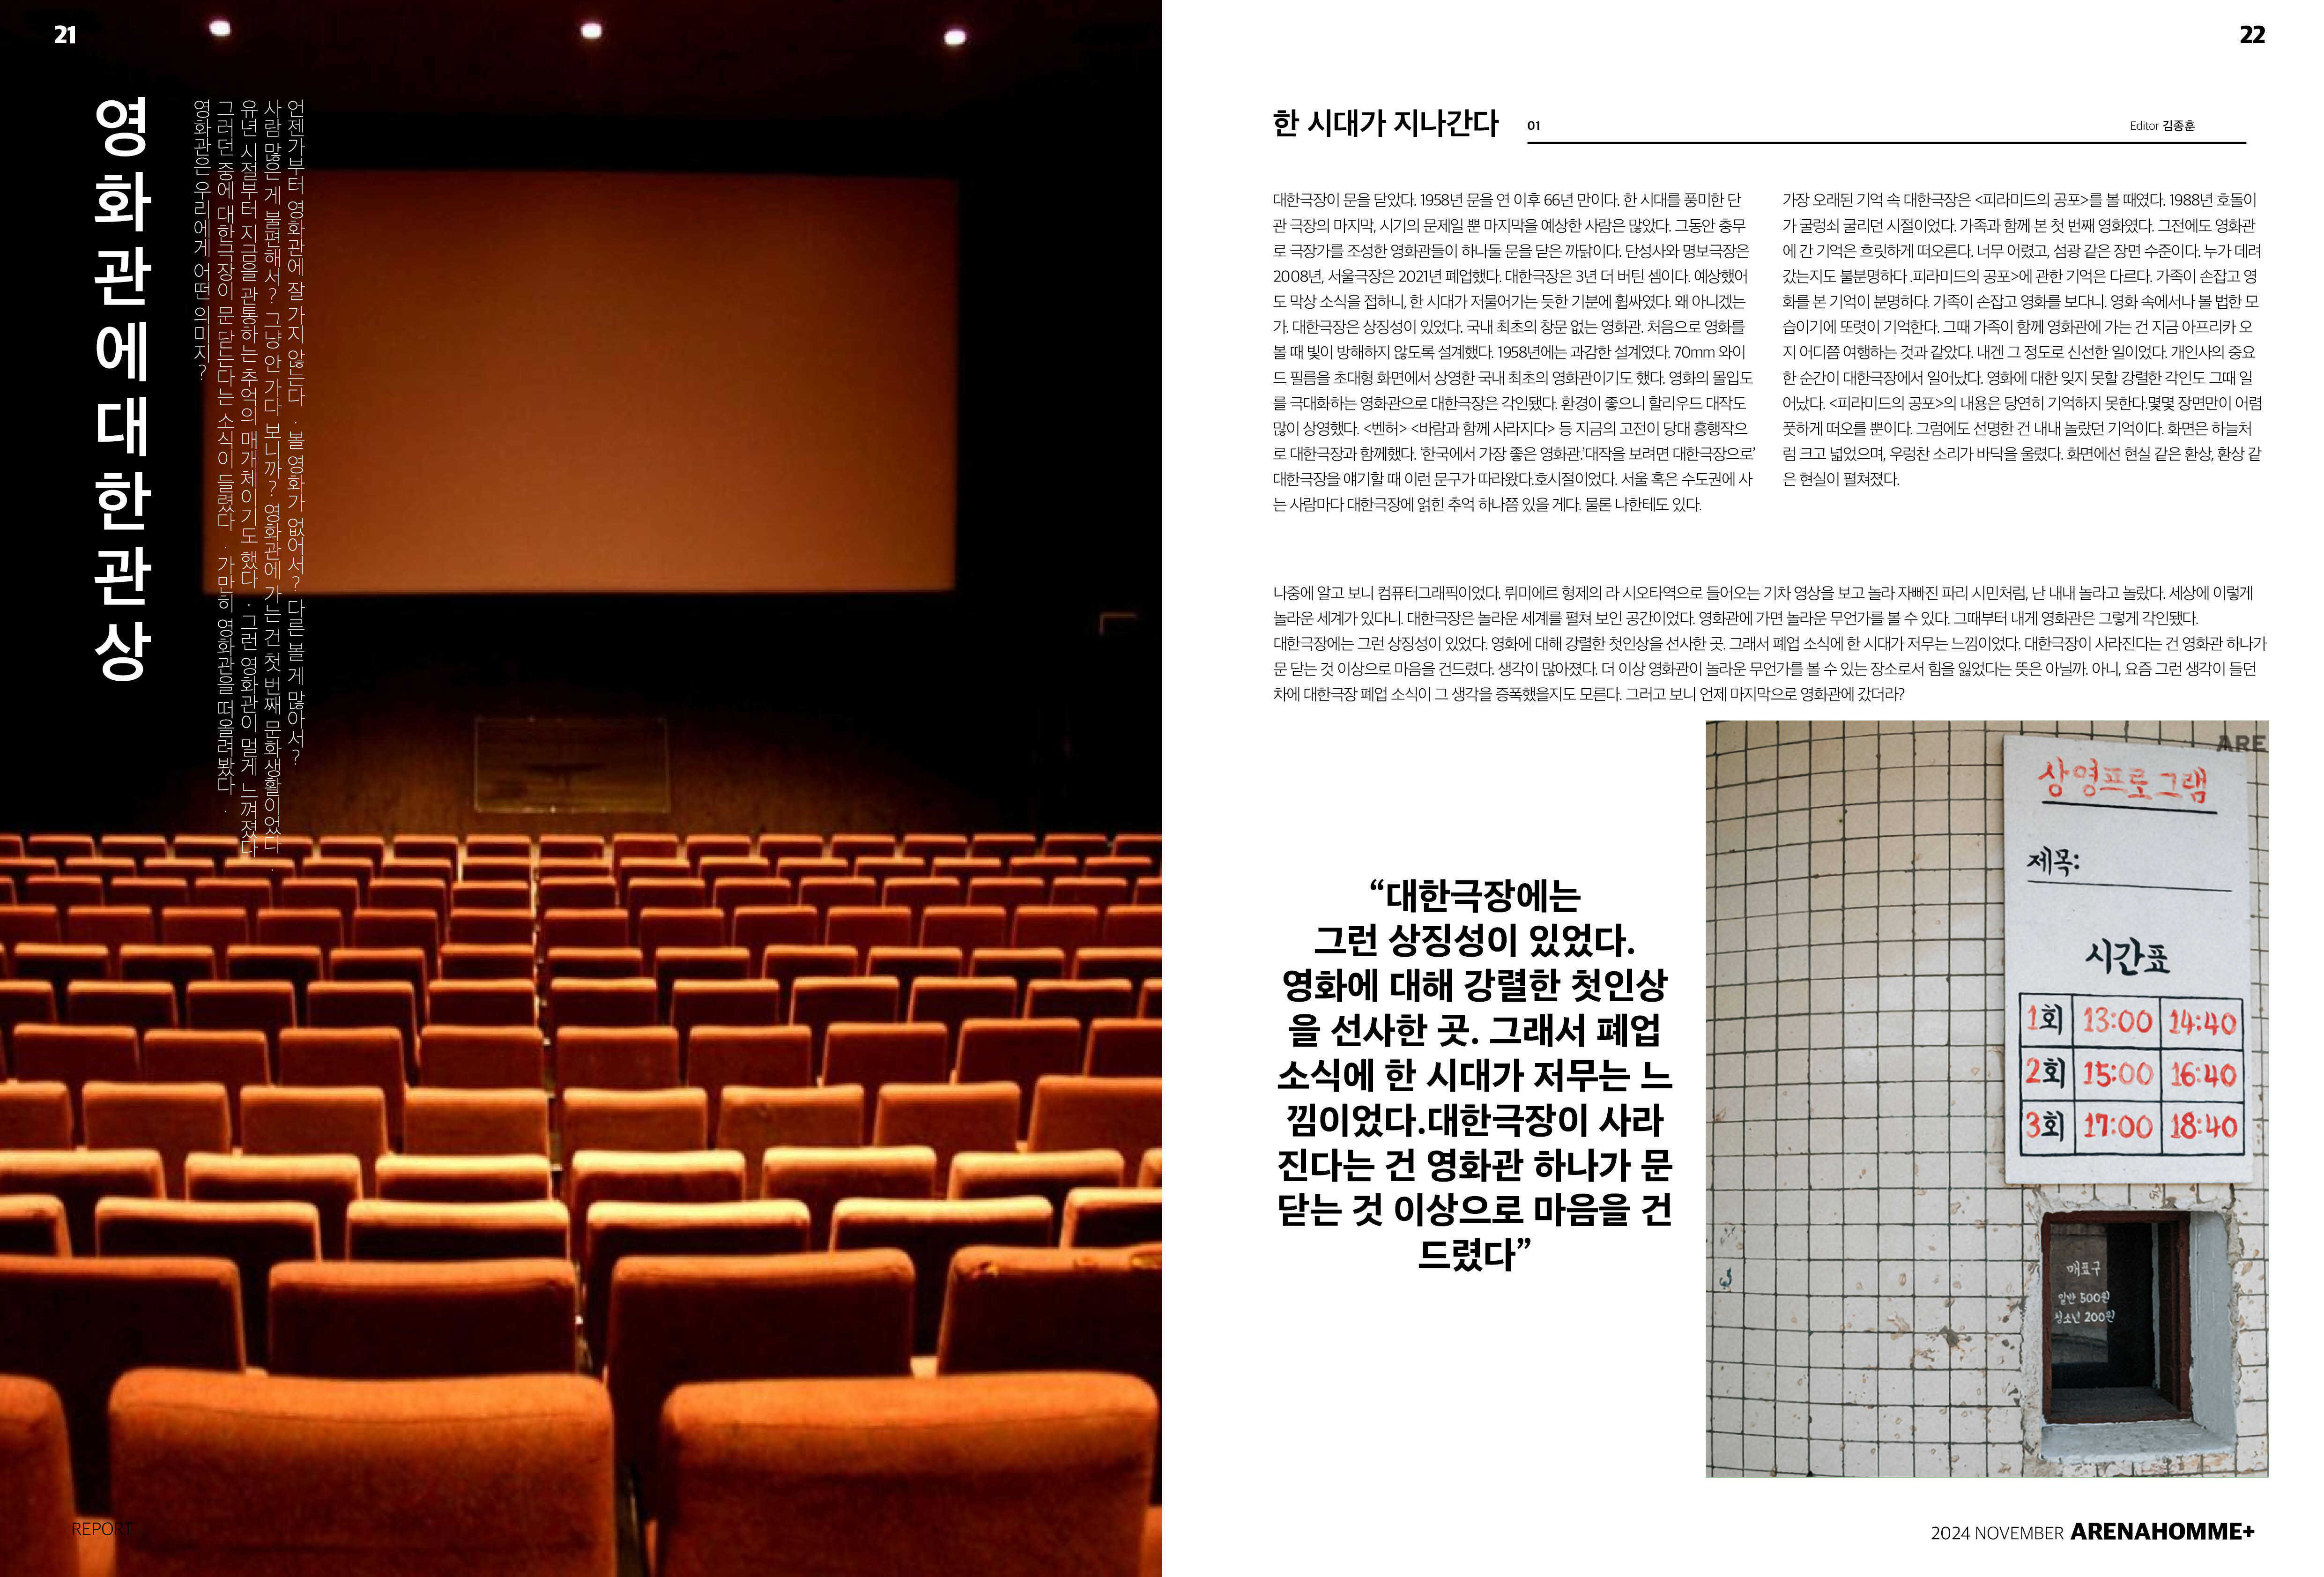 21
영화관에대한관상
언젠가부터 영화관에 잘 가지 않는다. 볼 영화가 없어서? 다른 볼 게 많아서?
사람 많은 게 불편해서? 그냥 안 가다 보니까? 영화관에 가는 건 첫 번째 문화생활이었다.
유년 시절부터 지금을 관통하는 추억의 매개체이기도 했다. 그런 영화관이 멀게 느껴졌다.
그러던 중에 대한극장이 문 닫는다는 소식이 들렸다. 가만히 영화관을 떠올려봤다.
영화관은 우리에게 어떤 의미지?
REPORT
22
한 시대가 지나간다 01 Editor 김종훈
대한극장이 문을 닫았다. 1958년 문을 연 이후 66년 만이다. 한 시대를 풍미한 단
관 극장의 마지막, 시기의 문제일 뿐 마지막을 예상한 사람은 많았다. 그동안 충무
로 극장가를 조성한 영화관들이 하나둘 문을 닫은 까닭이다. 단성사와 명보극장은
2008년, 서울극장은 2021년 폐업했다. 대한극장은 3년 더 버틴 셈이다. 예상했어
도 막상 소식을 접하니, 한 시대가 저물어가는 듯한 기분에 휩싸였다. 왜 아니겠는
가. 대한극장은 상징성이 있었다. 국내 최초의 창문 없는 영화관. 처음으로 영화를
볼 때 빛이 방해하지 않도록 설계했다. 1958년에는 과감한 설계였다. 70mm 와이
드 필름을 초대형 화면에서 상영한 국내 최초의 영화관이기도 했다. 영화의 몰입도
를 극대화하는 영화관으로 대한극장은 각인됐다. 환경이 좋으니 할리우드 대작도
많이 상영했다. <벤허> <바람과 함께 사라지다> 등 지금의 고전이 당대 흥행작으
로 대한극장과 함께했다. ‘한국에서 가장 좋은 영화관.’대작을 보려면 대한극장으로’
대한극장을 얘기할 때 이런 문구가 따라왔다.호시절이었다. 서울 혹은 수도권에 사
는 사람마다 대한극장에 얽힌 추억 하나쯤 있을 게다. 물론 나한테도 있다.
가장 오래된 기억 속 대한극장은 <피라미드의 공포>를 볼 때였다. 1988년 호돌이
가 굴렁쇠 굴리던 시절이었다. 가족과 함께 본 첫 번째 영화였다. 그전에도 영화관
에 간 기억은 흐릿하게 떠오른다. 너무 어렸고, 섬광 같은 장면 수준이다. 누가 데려
갔는지도 불분명하다 .피라미드의 공포>에 관한 기억은 다르다. 가족이 손잡고 영
화를 본 기억이 분명하다. 가족이 손잡고 영화를 보다니. 영화 속에서나 볼 법한 모
습이기에 또렷이 기억한다. 그때 가족이 함께 영화관에 가는 건 지금 아프리카 오
지 어디쯤 여행하는 것과 같았다. 내겐 그 정도로 신선한 일이었다. 개인사의 중요
한 순간이 대한극장에서 일어났다. 영화에 대한 잊지 못할 강렬한 각인도 그때 일
어났다. <피라미드의 공포>의 내용은 당연히 기억하지 못한다.몇몇 장면만이 어렴
풋하게 떠오를 뿐이다. 그럼에도 선명한 건 내내 놀랐던 기억이다. 화면은 하늘처
럼 크고 넓었으며, 우렁찬 소리가 바닥을 울렸다. 화면에선 현실 같은 환상, 환상 같
은 현실이 펼쳐졌다.
나중에 알고 보니 컴퓨터그래픽이었다. 뤼미에르 형제의 라 시오타역으로 들어오는 기차 영상을 보고 놀라 자빠진 파리 시민처럼, 난 내내 놀라고 놀랐다. 세상에 이렇게
놀라운 세계가 있다니. 대한극장은 놀라운 세계를 펼쳐 보인 공간이었다. 영화관에 가면 놀라운 무언가를 볼 수 있다. 그때부터 내게 영화관은 그렇게 각인됐다.
대한극장에는 그런 상징성이 있었다. 영화에 대해 강렬한 첫인상을 선사한 곳. 그래서 폐업 소식에 한 시대가 저무는 느낌이었다. 대한극장이 사라진다는 건 영화관 하나가
문 닫는 것 이상으로 마음을 건드렸다. 생각이 많아졌다. 더 이상 영화관이 놀라운 무언가를 볼 수 있는 장소로서 힘을 잃었다는 뜻은 아닐까. 아니, 요즘 그런 생각이 들던
차에 대한극장 폐업 소식이 그 생각을 증폭했을지도 모른다. 그러고 보니 언제 마지막으로 영화관에 갔더라?
“대한극장에는
그런 상징성이 있었다.
영화에 대해 강렬한 첫인상
을 선사한 곳. 그래서 폐업
소식에 한 시대가 저무는 느
낌이었다.대한극장이 사라
진다는 건 영화관 하나가 문
닫는 것 이상으로 마음을 건
드렸다”
ARE
상영프로그램
제목:
시간표
1회 13:00 14:40
2회 15:00 16:40
3회 17:00 18:40
매표구
일반 500원
청소년 200원
2024 NOVEMBER ARENAHOMME+